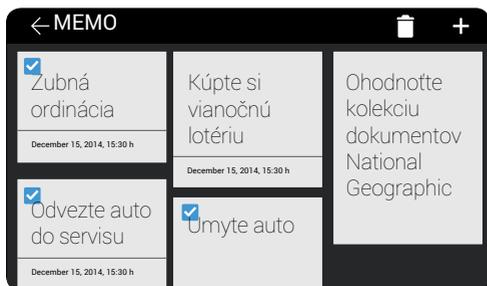 MEMO
Zubná
ordinácia
December 15, 2014, 15:30 h
Kúpte si
vianočnú
lotériu
December 15, 2014, 15:30 h
Ohodnoťte
kolekciu
dokumentov
National
Geographic
Odvezte auto
do servisu
December 15, 2014, 15:30 h
Umyte auto